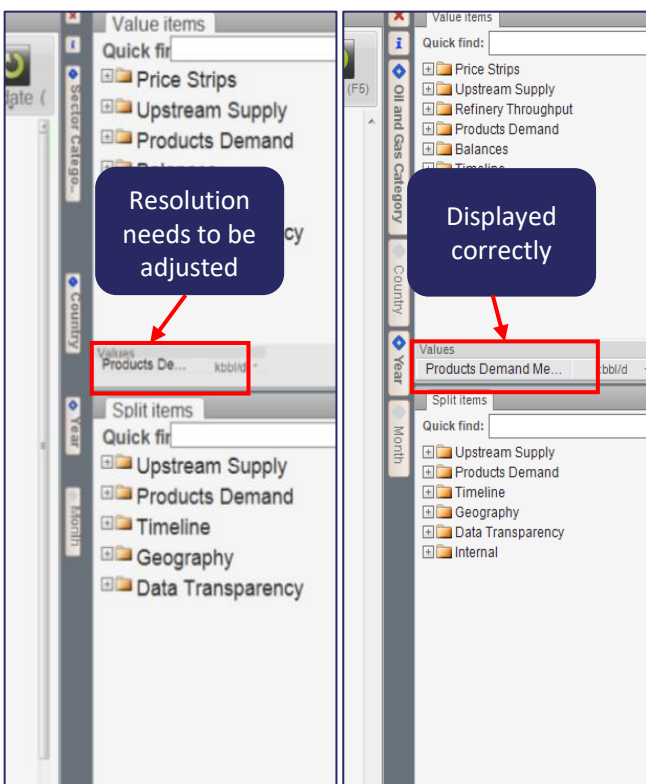 Value items
Quick fir
Price Strips
Upstream Supply
Products Demand
Balances
cy
Resolution
needs to be
adjusted
Values
Products De... kbbl/d
Split items
Quick fir
Upstream Supply
Products Demand
Timeline
Geography
Data Transparency
date (
Sector Catego...
Country
Year
Month
Value items
Quick find:
Price Strips
Upstream Supply
Refinery Throughput
Products Demand
Balances
Timeline
Displayed
correctly
Values
Products Demand Me... kbbl/d
Split items
Quick find:
Upstream Supply
Products Demand
Timeline
Geography
Data Transparency
Internal
(F5)
Oil and Gas Category
Country
Year
Month